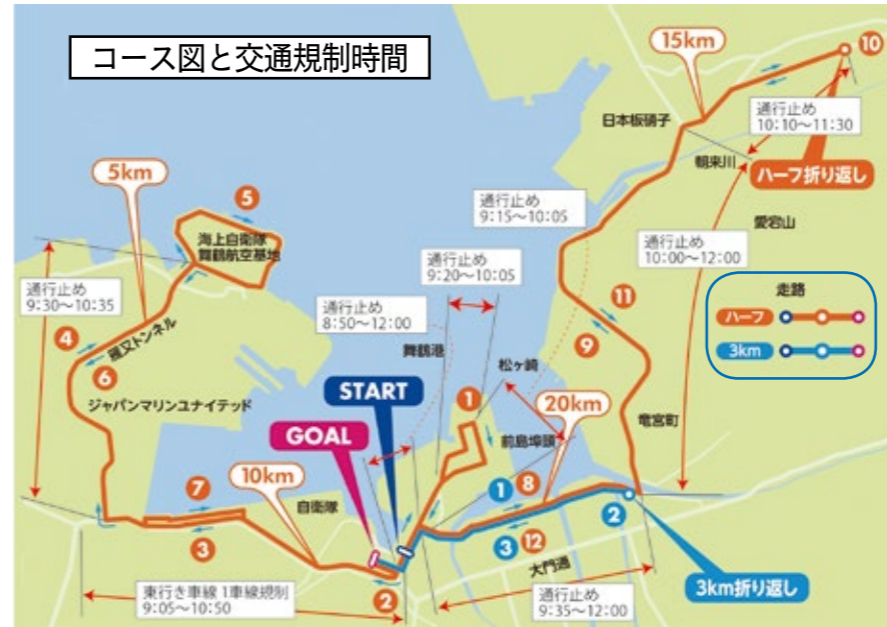 コース図と交通規制時間
15km
10
日本板硝子
通行止め
10:10〜11:30
朝来川
ハーフ折り返し
5km
5
海上自衛隊
舞鶴航空基地
通行止め
9:15〜10:05
愛宕山
通行止め
9:20〜10:05
通行止め
10:00〜12:00
通行止め
9:30〜10:35
通行止め
8:50〜12:00
走路
ハーフ
3km
4
雁又トンネル
6
舞鶴港
松ヶ崎
11
9
ジャパンマリンユナイテッド
START
1
20km
竜宮町
GOAL
前島埠頭
10km
7
自衛隊
1
8
2
3
3
12
大門通
2
3km折り返し
東行き車線 1車線規制
9:05〜10:50
通行止め
9:35〜12:00